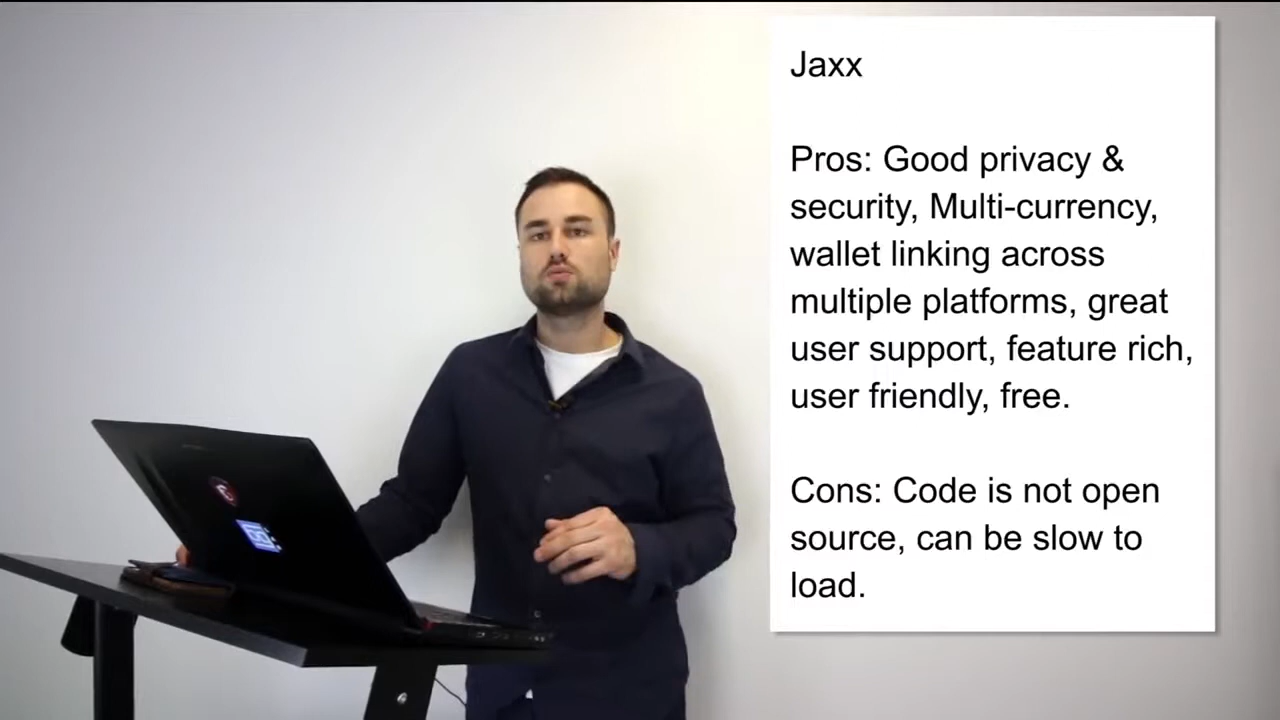 Jaxx
Pros: Good privacy &
security, Multi-currency,
wallet linking across
multiple platforms, great
user support, feature rich,
user friendly, free.
Cons: Code is not open
source, can be slow to
load.